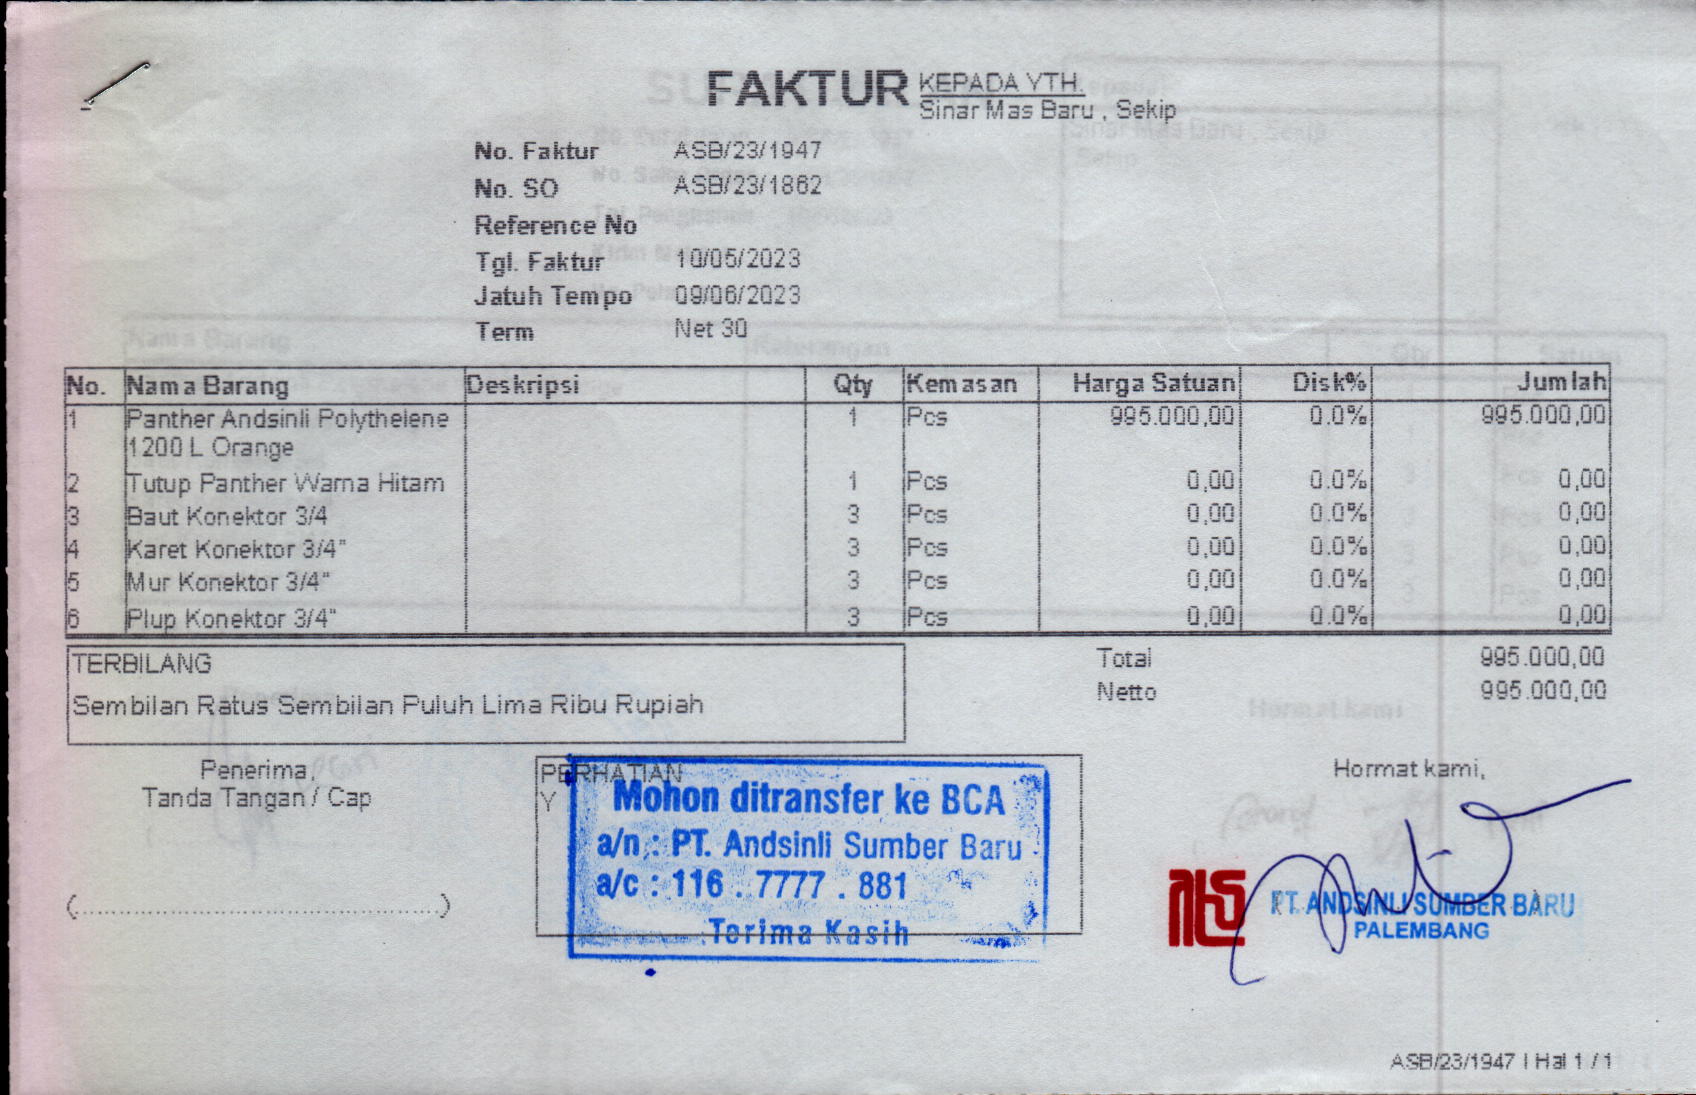 FAKTUR
KEPADA YTH.
Sinar Mas Baru , Sekip
No. Faktur ASB/23/1947
No. SO ASB/23/1862
Reference No
Tgl. Faktur 10/05/2023
Jatuh Tempo 09/06/2023
Term Net 30
No. Nama Barang Deskripsi Qty Kemasan Harga Satuan Disk% Jumlah
1 Panther Andsinli Polythelene 1 Pcs 995.000,00 0.0% 995.000,00
1200 L Orange
2 Tutup Panther Warna Hitam 1 Pcs 0,00 0.0% 0,00
3 Baut Konektor 3/4 3 Pcs 0,00 0.0% 0,00
4 Karet Konektor 3/4" 3 Pcs 0,00 0.0% 0,00
5 Mur Konektor 3/4" 3 Pcs 0,00 0.0% 0,00
6 Plup Konektor 3/4" 3 Pcs 0,00 0.0% 0,00
TERBILANG
Sembilan Ratus Sembilan Puluh Lima Ribu Rupiah
Total 995.000,00
Netto 995.000,00
Penerima,
Tanda Tangan / Cap
(........................................)
PERHATIAN
Y
Mohon ditransfer ke BCA
a/n : PT. Andsinli Sumber Baru
a/c : 116 . 7777 . 881
Terima Kasih
Hormat kami,
PT. ANDSINLI SUMBER BARU
PALEMBANG
ASB/23/1947 | Hal 1 / 1